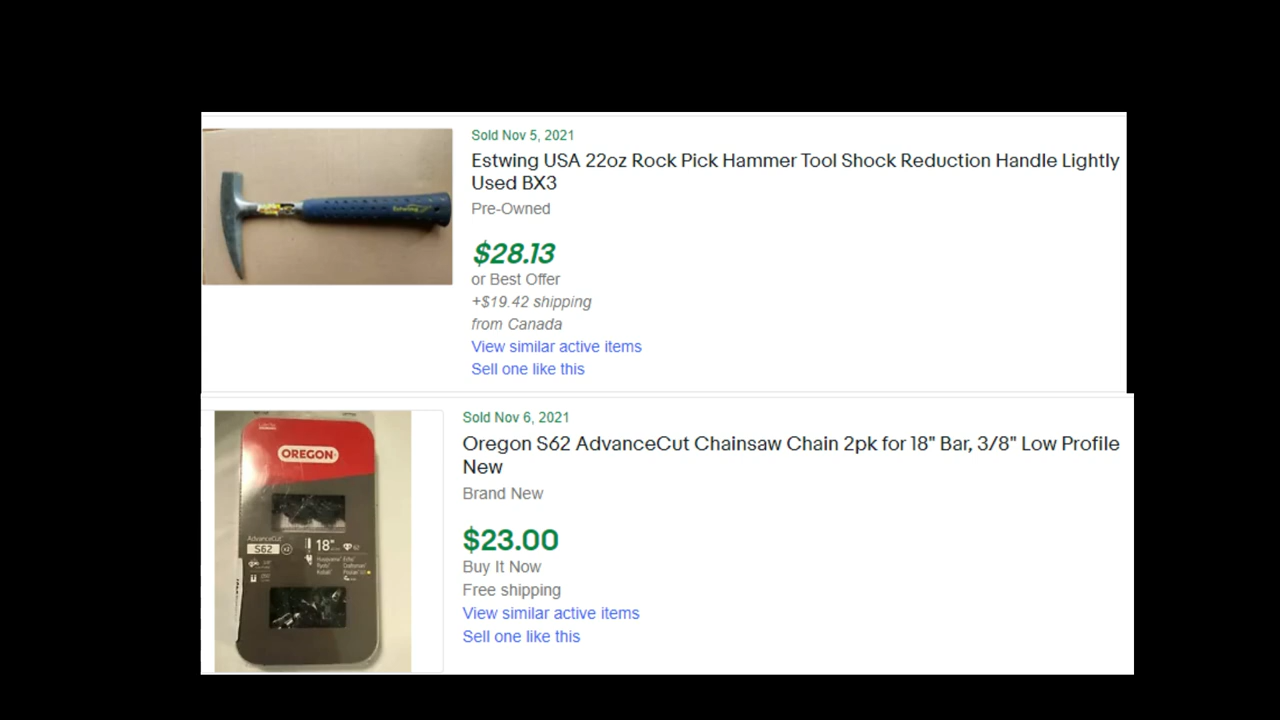 Sold Nov 5, 2021
Estwing USA 22oz Rock Pick Hammer Tool Shock Reduction Handle Lightly
Used BX3
Pre-Owned
$28.13
or Best Offer
+$19.42 shipping
from Canada
View similar active items
Sell one like this
Estwing
Sold Nov 6, 2021
Oregon S62 AdvanceCut Chainsaw Chain 2pk for 18" Bar, 3/8" Low Profile
New
Brand New
$23.00
Buy It Now
Free shipping
View similar active items
Sell one like this
OREGON
AdvanceCut
S62 x2
18"